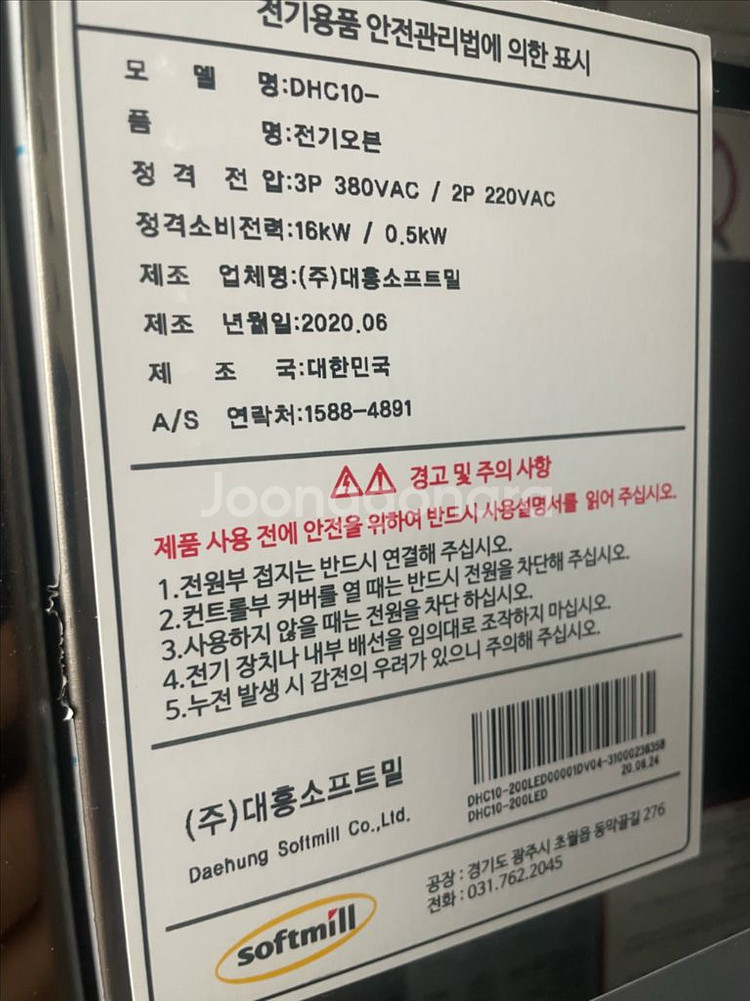 전기용품 안전관리법에 의한 표시
모 델 명:DHC10-
품 명:전기오븐
정 격 전 압:3P 380VAC / 2P 220VAC
정격소비전력:16kW / 0.5kW
제조 업체명:(주)대흥소프트밀
제조 년월일:2020.06
제 조 국:대한민국
A/S 연락처:1588-4891
경고 및 주의 사항
Joonggonara
제품 사용 전에 안전을 위하여 반드시 사용설명서를 읽어 주십시오.
1.전원부 접지는 반드시 연결해 주십시오.
2.컨트롤부 커버를 열 때는 반드시 전원을 차단해 주십시오.
3.사용하지 않을 때는 전원을 차단 하십시오.
4.전기 장치나 내부 배선을 임의대로 조작하지 마십시오.
5.누전 발생 시 감전의 우려가 있으니 주의해 주십시오.
(주)대흥소프트밀
Daehung Softmill Co.,Ltd.
DHC10-200LED00001DV04-310002363SB
20.08.24
DHC10-200LED
softmill
공장 : 경기도 광주시 초월읍 동막골길 276
전화 : 031.762.2045